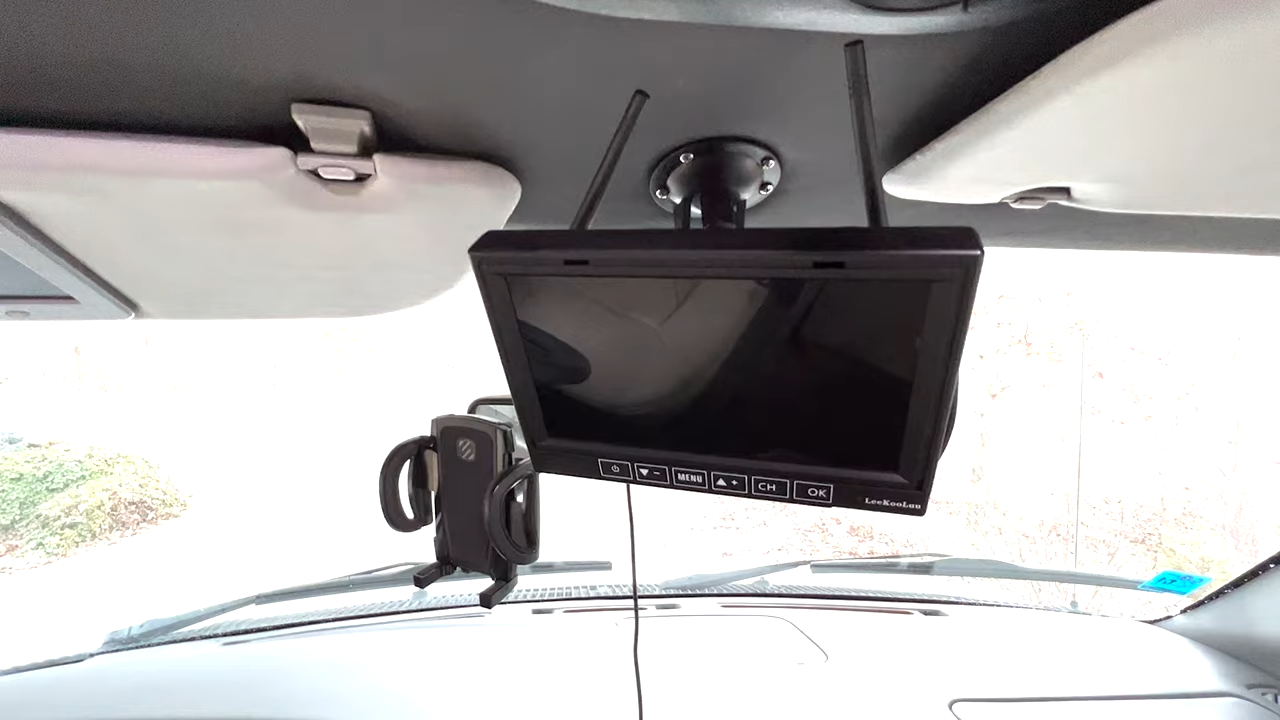 ▼ - MENU ▲ + CH OK
LeeKooLuu